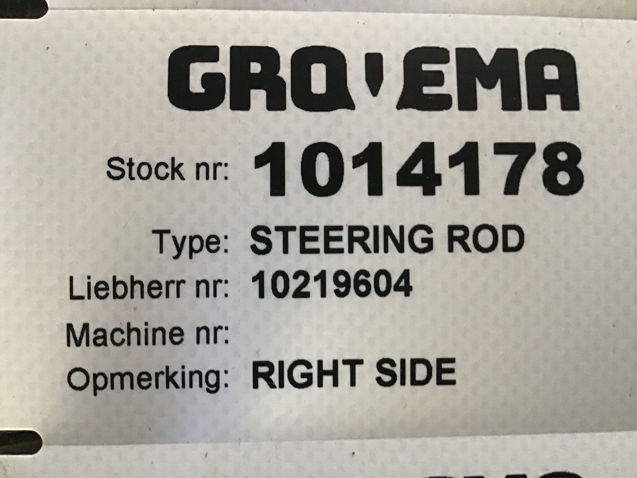 GROVEMA
Stock nr: 1014178
Type: STEERING ROD
Liebherr nr: 10219604
Machine nr:
Opmerking: RIGHT SIDE